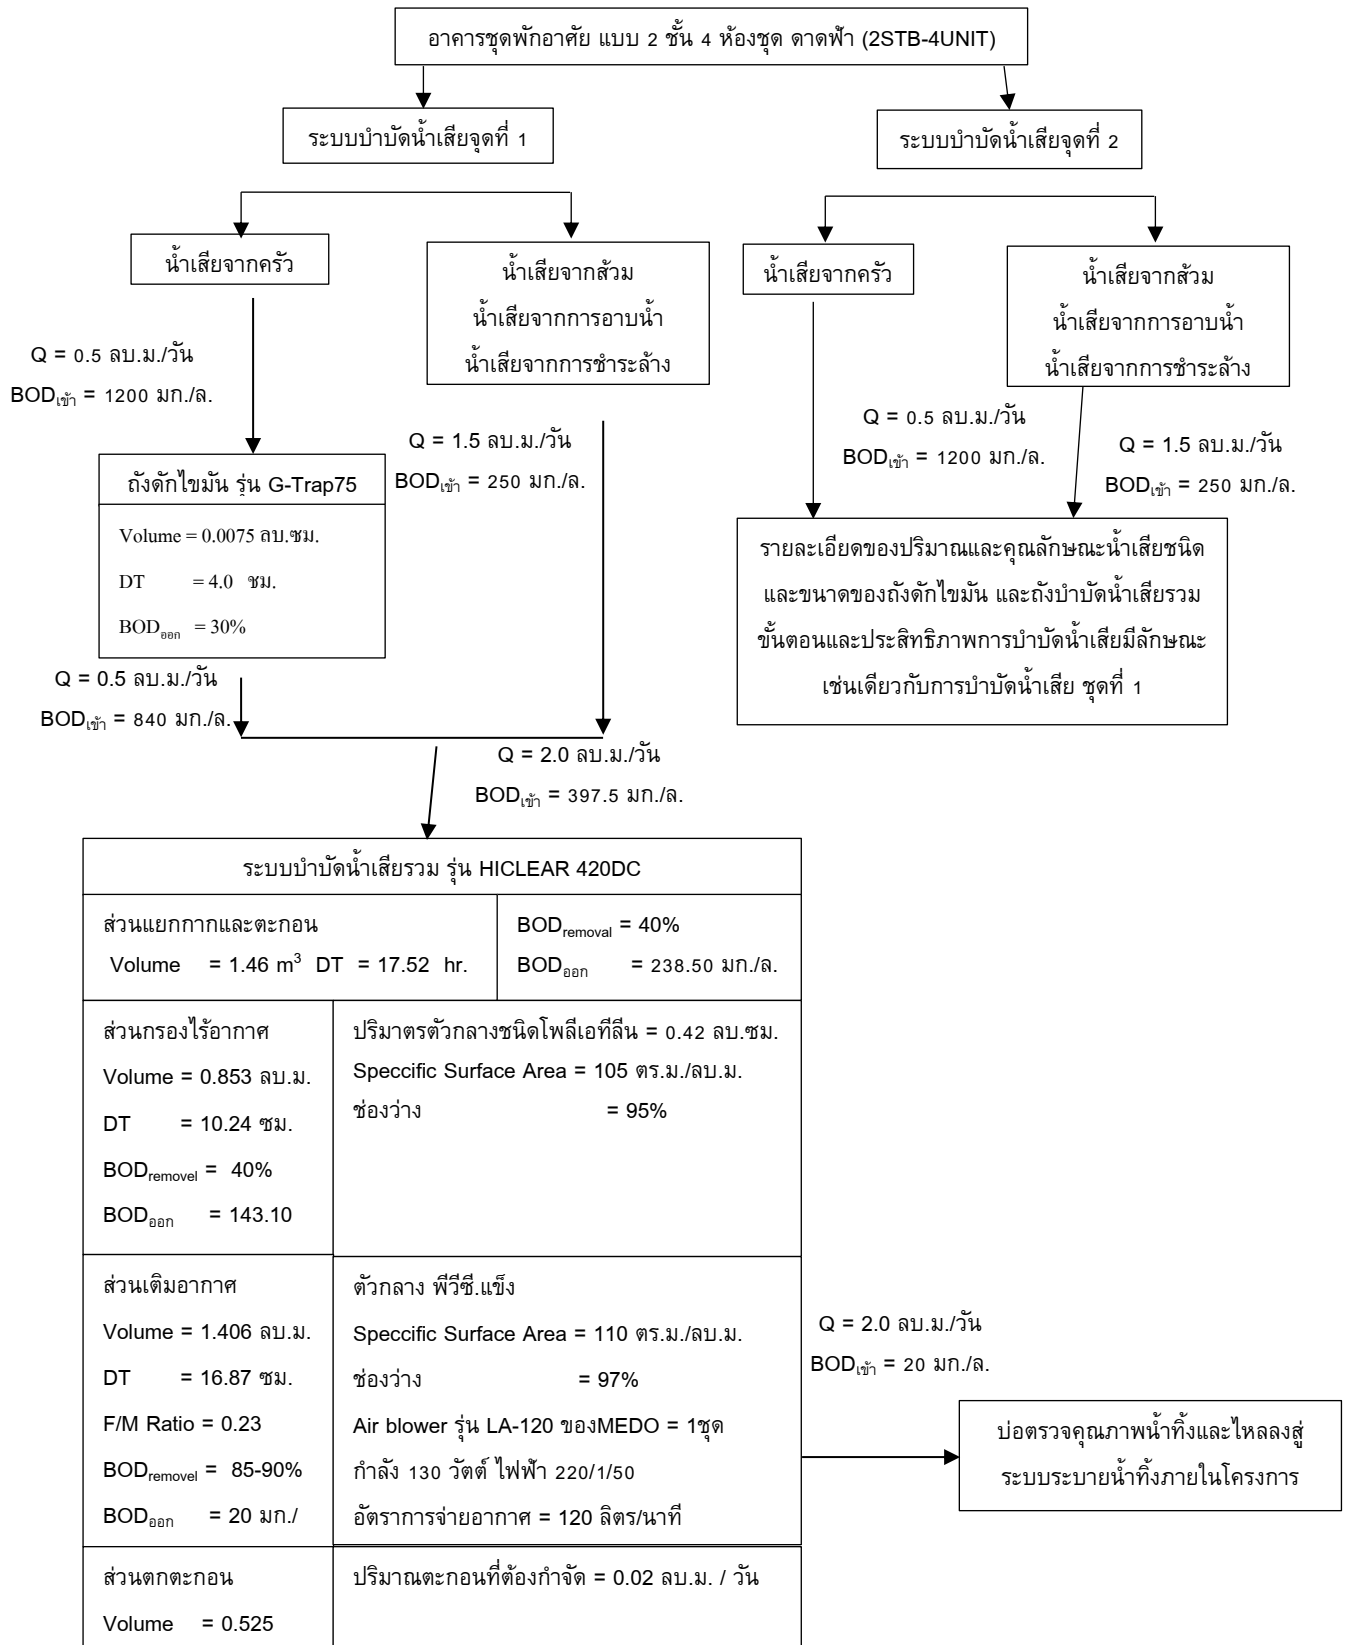 อาคารชุดพักอาศัย แบบ 2 ชั้น 4 ห้องชุด ดาดฟ้า (2STB-4UNIT)
ระบบบำบัดน้ำเสียจุดที่ 1
ระบบบำบัดน้ำเสียจุดที่ 2
น้ำเสียจากครัว
น้ำเสียจากส้วม
น้ำเสียจากการอาบน้ำ
น้ำเสียจากการชำระล้าง
น้ำเสียจากครัว
น้ำเสียจากส้วม
น้ำเสียจากการอาบน้ำ
น้ำเสียจากการชำระล้าง
Q = 0.5 ลบ.ม./วัน
BODเข้า = 1200 มก./ล.
Q = 1.5 ลบ.ม./วัน
BODเข้า = 250 มก./ล.
Q = 0.5 ลบ.ม./วัน
BODเข้า = 1200 มก./ล.
Q = 1.5 ลบ.ม./วัน
BODเข้า = 250 มก./ล.
ถังดักไขมัน รุ่น G-Trap75
Volume = 0.0075 ลบ.ซม.
DT = 4.0 ชม.
BODออก = 30%
รายละเอียดของปริมาณและคุณลักษณะน้ำเสียชนิด
และขนาดของถังดักไขมัน และถังบำบัดน้ำเสียรวม
ขั้นตอนและประสิทธิภาพการบำบัดน้ำเสียมีลักษณะ
เช่นเดียวกับการบำบัดน้ำเสีย ชุดที่ 1
Q = 0.5 ลบ.ม./วัน
BODเข้า = 840 มก./ล.
Q = 2.0 ลบ.ม./วัน
BODเข้า = 397.5 มก./ล.
ระบบบำบัดน้ำเสียรวม รุ่น HICLEAR 420DC
ส่วนแยกกากและตะกอน
Volume = 1.46 m³ DT = 17.52 hr.
BODremoval = 40%
BODออก = 238.50 มก./ล.
ส่วนกรองไร้อากาศ
Volume = 0.853 ลบ.ม.
DT = 10.24 ซม.
BODremovel = 40%
BODออก = 143.10
ปริมาตรตัวกลางชนิดโพลีเอทีลีน = 0.42 ลบ.ซม.
Speccific Surface Area = 105 ตร.ม./ลบ.ม.
ช่องว่าง = 95%
ส่วนเติมอากาศ
Volume = 1.406 ลบ.ม.
DT = 16.87 ซม.
F/M Ratio = 0.23
BODremovel = 85-90%
BODออก = 20 มก./
ตัวกลาง พีวีซี.แข็ง
Speccific Surface Area = 110 ตร.ม./ลบ.ม.
ช่องว่าง = 97%
Air blower รุ่น LA-120 ของMEDO = 1ชุด
กำลัง 130 วัตต์ ไฟฟ้า 220/1/50
อัตราการจ่ายอากาศ = 120 ลิตร/นาที
Q = 2.0 ลบ.ม./วัน
BODเข้า = 20 มก./ล.
บ่อตรวจคุณภาพน้ำทิ้งและไหลลงสู่
ระบบระบายน้ำทิ้งภายในโครงการ
ส่วนตกตะกอน
Volume = 0.525
ปริมาณตะกอนที่ต้องกำจัด = 0.02 ลบ.ม. / วัน